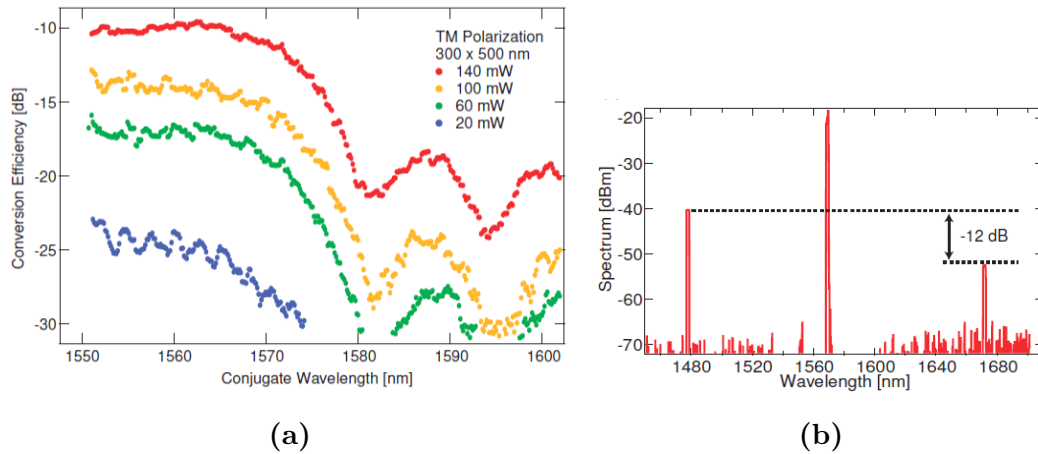 -10
-15
-20
-25
-30
Conversion Efficiency [dB]
TM Polarization
300 x 500 nm
140 mW
100 mW
60 mW
20 mW
1550 1560 1570 1580 1590 1600
Conjugate Wavelength [nm]
(a)
-20
-30
-40
-50
-60
-70
Spectrum [dBm]
-12 dB
1480 1520 1560 1600 1640 1680
Wavelength [nm]
(b)